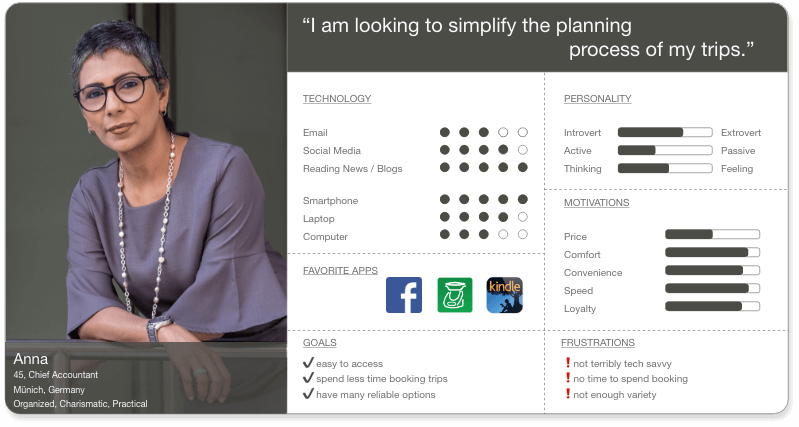 “I am looking to simplify the planning
process of my trips.”
TECHNOLOGY
Email
Social Media
Reading News / Blogs
Smartphone
Laptop
Computer
FAVORITE APPS
f
kindle
GOALS
easy to access
spend less time booking trips
have many reliable options
PERSONALITY
Introvert Extrovert
Active Passive
Thinking Feeling
MOTIVATIONS
Price
Comfort
Convenience
Speed
Loyalty
FRUSTRATIONS
not terribly tech savvy
no time to spend booking
not enough variety
Anna
45, Chief Accountant
Münich, Germany
Organized, Charismatic, Practical